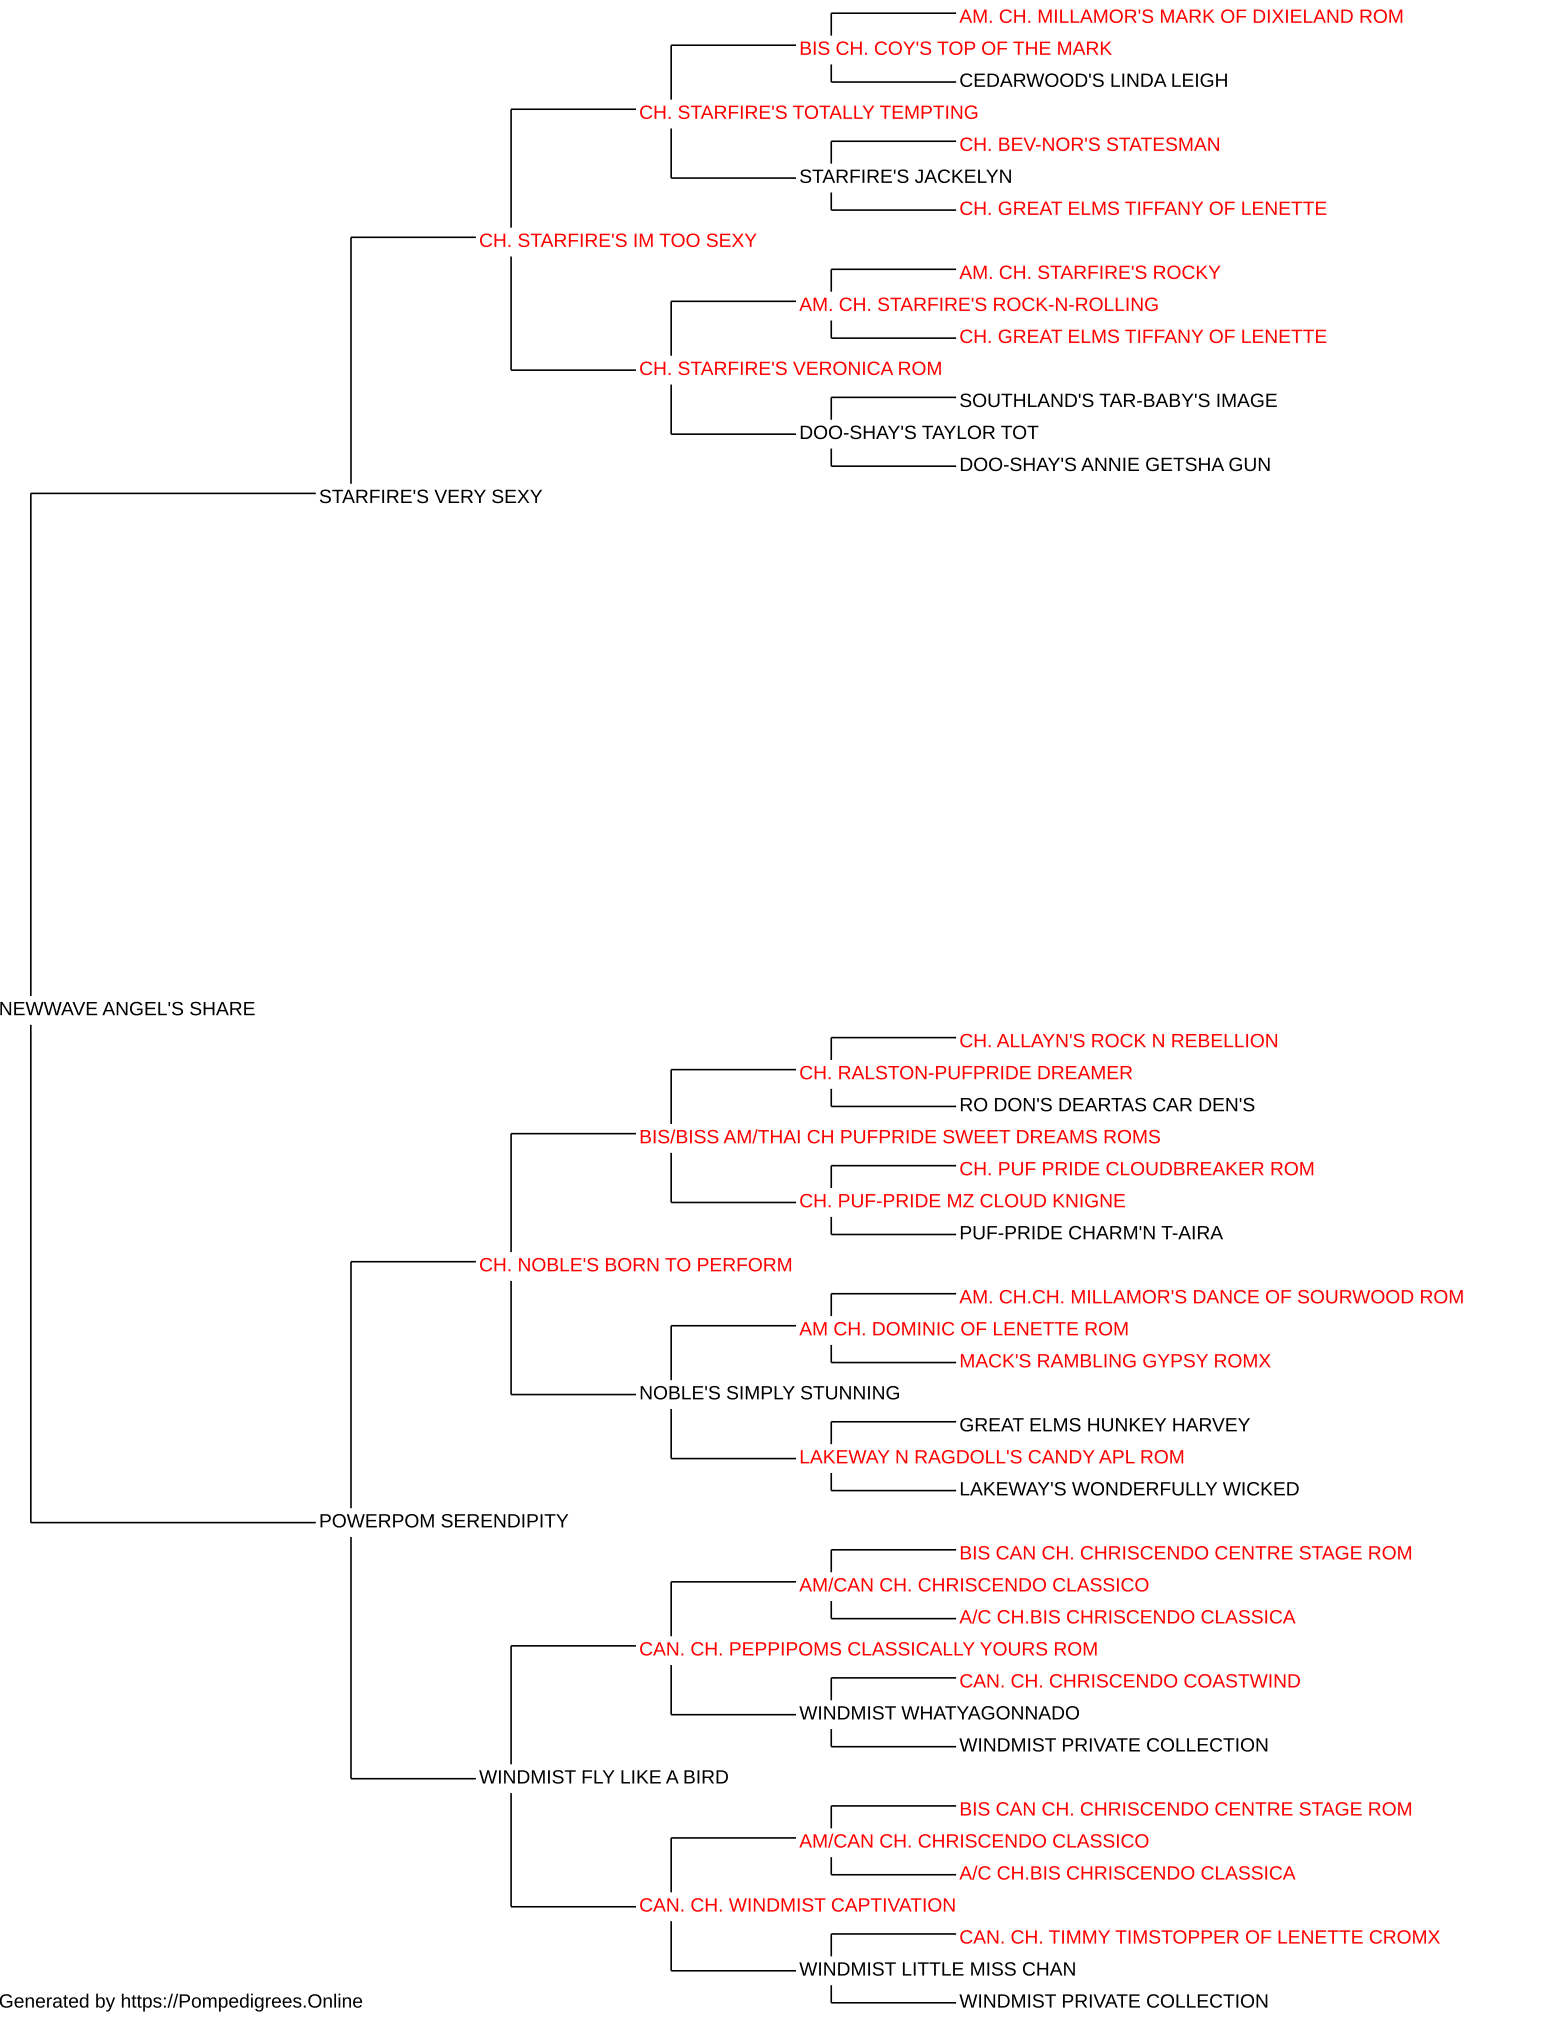 AM. CH. MILLAMOR'S MARK OF DIXIELAND ROM
BIS CH. COY'S TOP OF THE MARK
CEDARWOOD'S LINDA LEIGH
CH. STARFIRE'S TOTALLY TEMPTING
CH. BEV-NOR'S STATESMAN
STARFIRE'S JACKELYN
CH. GREAT ELMS TIFFANY OF LENETTE
CH. STARFIRE'S IM TOO SEXY
AM. CH. STARFIRE'S ROCKY
AM. CH. STARFIRE'S ROCK-N-ROLLING
CH. GREAT ELMS TIFFANY OF LENETTE
CH. STARFIRE'S VERONICA ROM
SOUTHLAND'S TAR-BABY'S IMAGE
DOO-SHAY'S TAYLOR TOT
DOO-SHAY'S ANNIE GETSHA GUN
STARFIRE'S VERY SEXY
NEWWAVE ANGEL'S SHARE
CH. ALLAYN'S ROCK N REBELLION
CH. RALSTON-PUFPRIDE DREAMER
RO DON'S DEARTAS CAR DEN'S
BIS/BISS AM/THAI CH PUFPRIDE SWEET DREAMS ROMS
CH. PUF PRIDE CLOUDBREAKER ROM
CH. PUF-PRIDE MZ CLOUD KNIGNE
PUF-PRIDE CHARM'N T-AIRA
CH. NOBLE'S BORN TO PERFORM
AM. CH.CH. MILLAMOR'S DANCE OF SOURWOOD ROM
AM CH. DOMINIC OF LENETTE ROM
MACK'S RAMBLING GYPSY ROMX
NOBLE'S SIMPLY STUNNING
GREAT ELMS HUNKEY HARVEY
LAKEWAY N RAGDOLL'S CANDY APL ROM
LAKEWAY'S WONDERFULLY WICKED
POWERPOM SERENDIPITY
BIS CAN CH. CHRISCENDO CENTRE STAGE ROM
AM/CAN CH. CHRISCENDO CLASSICO
A/C CH.BIS CHRISCENDO CLASSICA
CAN. CH. PEPPIPOMS CLASSICALLY YOURS ROM
CAN. CH. CHRISCENDO COASTWIND
WINDMIST WHATYAGONNADO
WINDMIST PRIVATE COLLECTION
WINDMIST FLY LIKE A BIRD
BIS CAN CH. CHRISCENDO CENTRE STAGE ROM
AM/CAN CH. CHRISCENDO CLASSICO
A/C CH.BIS CHRISCENDO CLASSICA
CAN. CH. WINDMIST CAPTIVATION
CAN. CH. TIMMY TIMSTOPPER OF LENETTE CROMX
WINDMIST LITTLE MISS CHAN
WINDMIST PRIVATE COLLECTION
Generated by https://Pompedigrees.Online